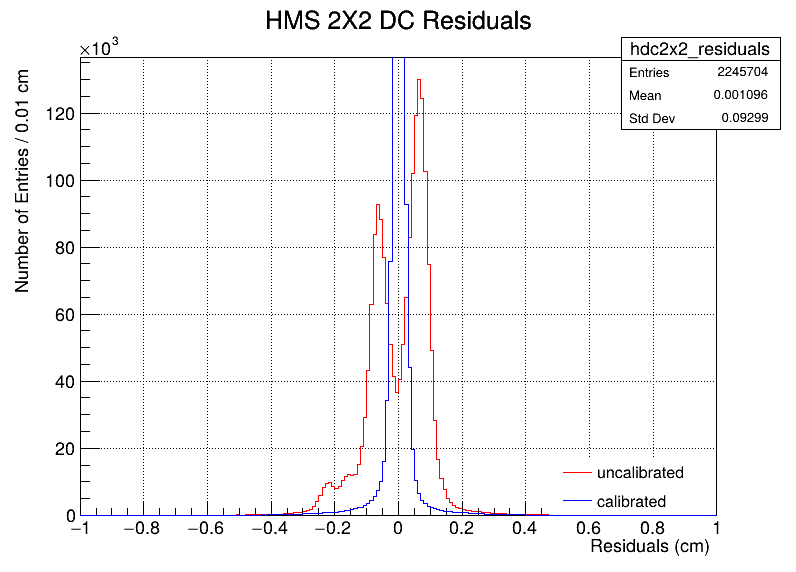 HMS 2X2 DC Residuals
×10³
hdc2x2_residuals
Entries 2245704
Mean 0.001096
Std Dev 0.09299
Number of Entries / 0.01 cm
120
100
80
60
40
20
0
uncalibrated
calibrated
−1 −0.8 −0.6 −0.4 −0.2 0 0.2 0.4 0.6 0.8 1
Residuals (cm)